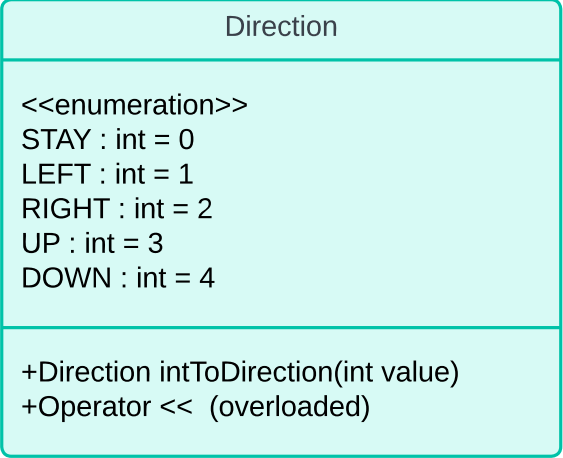 Direction
<<enumeration>>
STAY : int = 0
LEFT : int = 1
RIGHT : int = 2
UP : int = 3
DOWN : int = 4
+Direction intToDirection(int value)
+Operator <<  (overloaded)